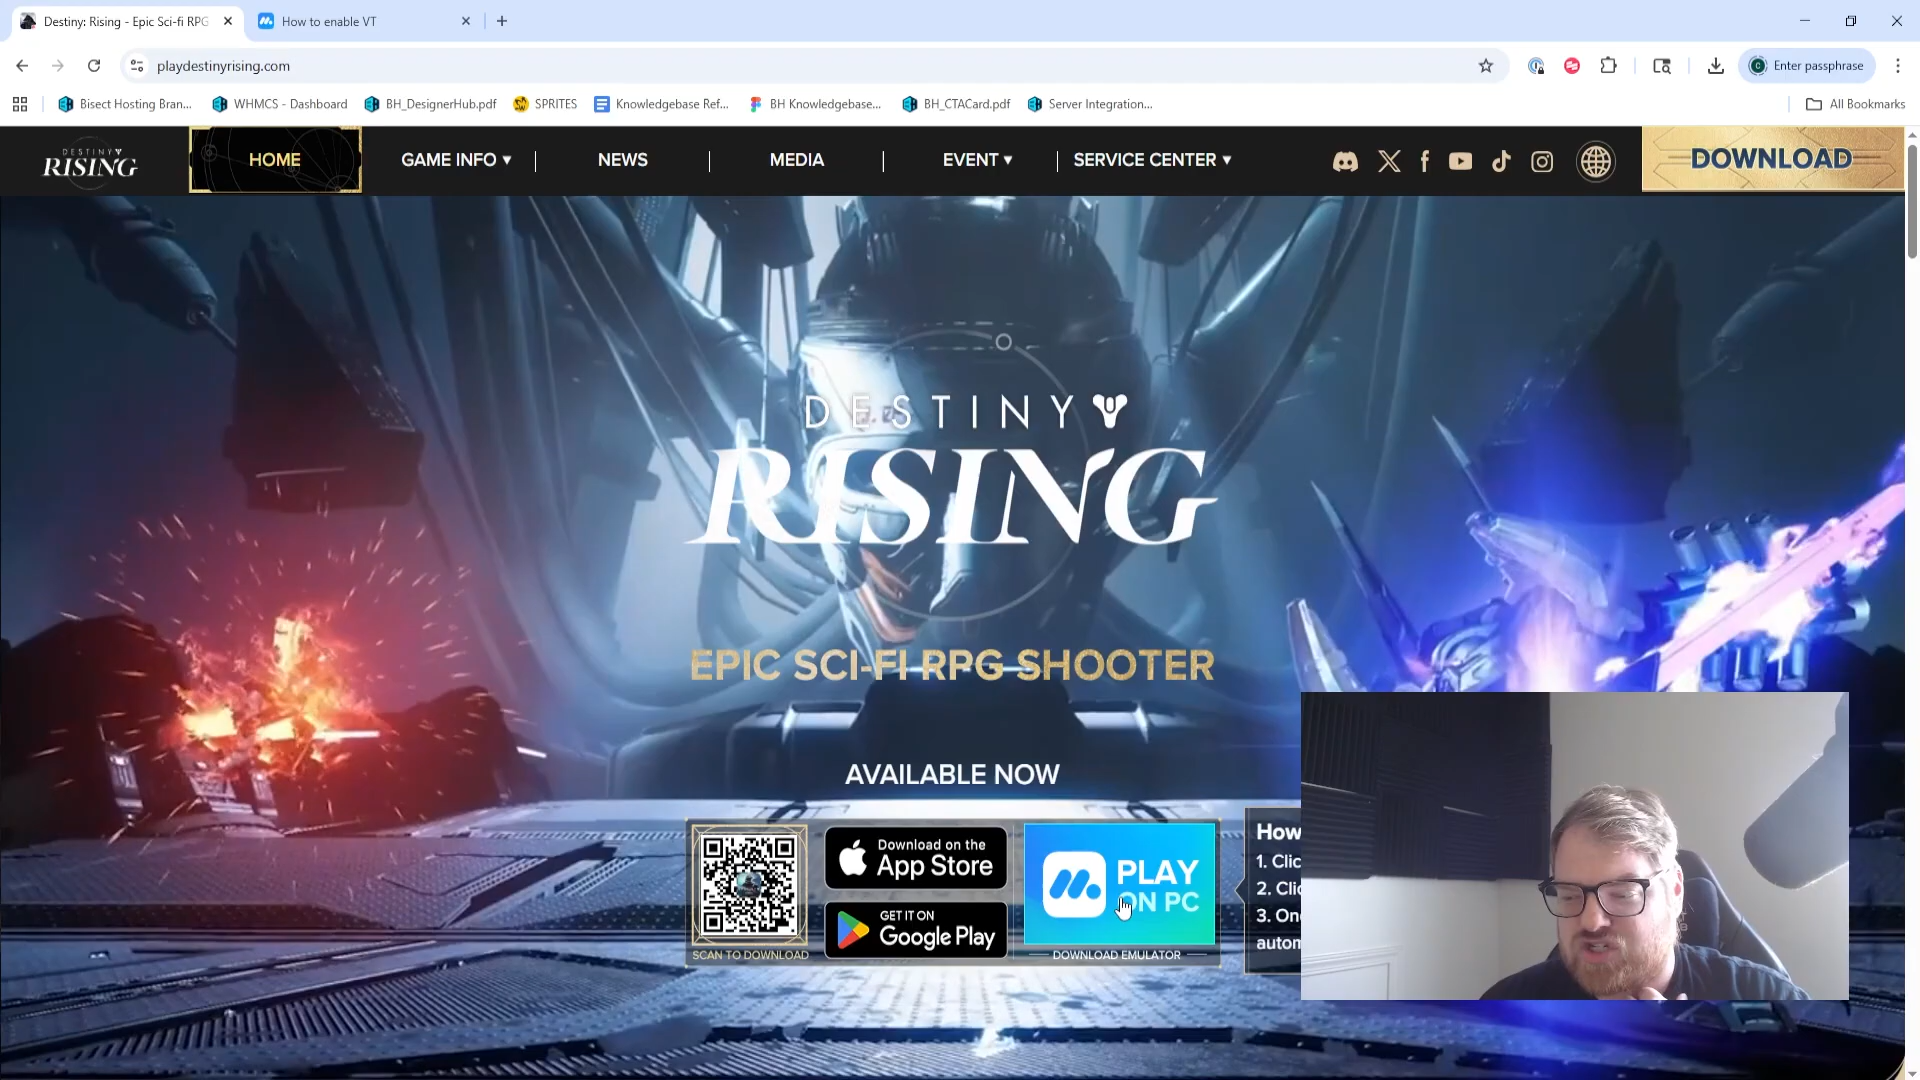 Destiny: Rising - Epic Sci-fi RPG
How to enable VT
playdestinyrising.com
Enter passphrase
Bisect Hosting Bran...
WHMCS - Dashboard
BH_DesignerHub.pdf
SPRITES
Knowledgebase Ref...
BH Knowledgebase...
BH_CTACard.pdf
Server Integration...
All Bookmarks
DESTINY
RISING
HOME
GAME INFO
NEWS
MEDIA
EVENT
SERVICE CENTER
DOWNLOAD
DESTINY
RISING
EPIC SCI-FI RPG SHOOTER
AVAILABLE NOW
SCAN TO DOWNLOAD
Download on the
App Store
GET IT ON
Google Play
PLAY
ON PC
DOWNLOAD EMULATOR
How
1. Clic
2. Clic
3. On
autom